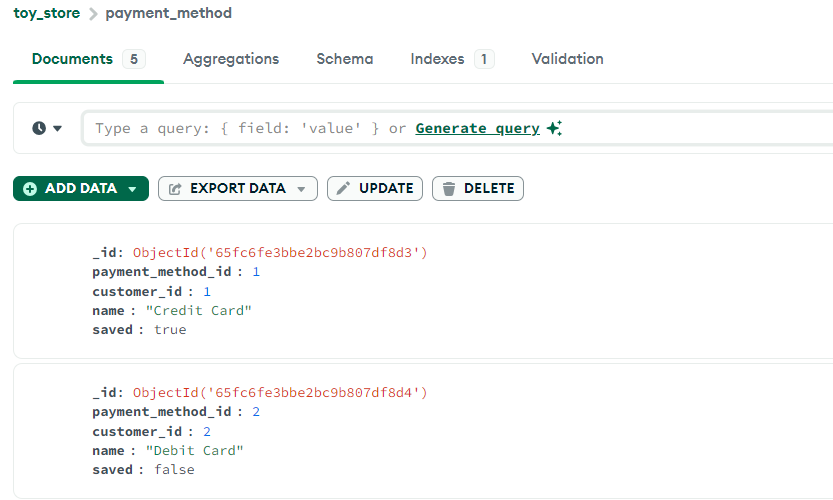 toy_store > payment_method
Documents 5 Aggregations Schema Indexes 1 Validation
Type a query: { field: 'value' } or Generate query
ADD DATA EXPORT DATA UPDATE DELETE
_id: ObjectId('65fc6fe3bbe2bc9b807df8d3')
payment_method_id : 1
customer_id : 1
name : "Credit Card"
saved : true
_id: ObjectId('65fc6fe3bbe2bc9b807df8d4')
payment_method_id : 2
customer_id : 2
name : "Debit Card"
saved : false